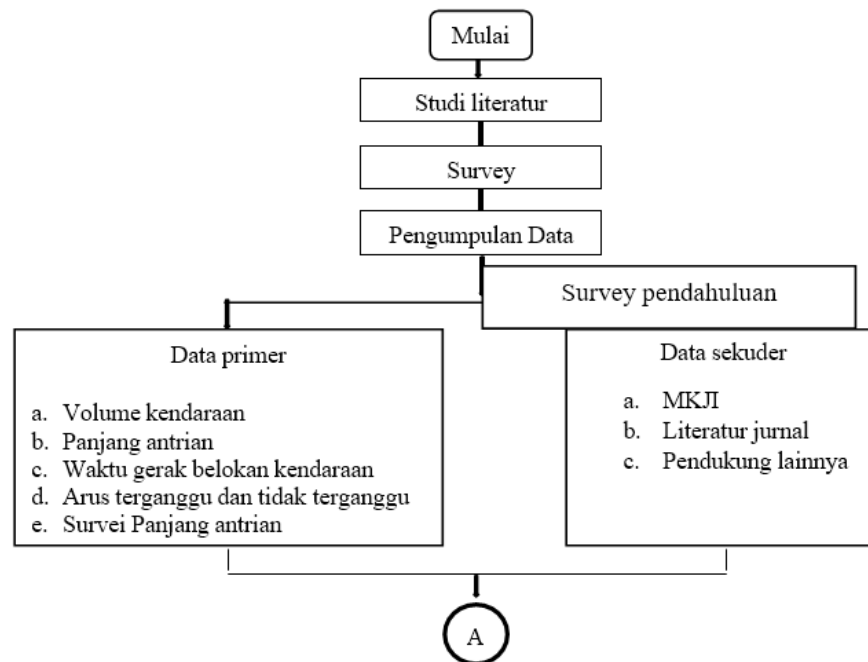 Mulai
Studi literatur
Survey
Pengumpulan Data
Survey pendahuluan
Data primer
a. Volume kendaraan
b. Panjang antrian
c. Waktu gerak belokan kendaraan
d. Arus terganggu dan tidak terganggu
e. Survei Panjang antrian
Data sekuder
a. MKJI
b. Literatur jurnal
c. Pendukung lainnya
A